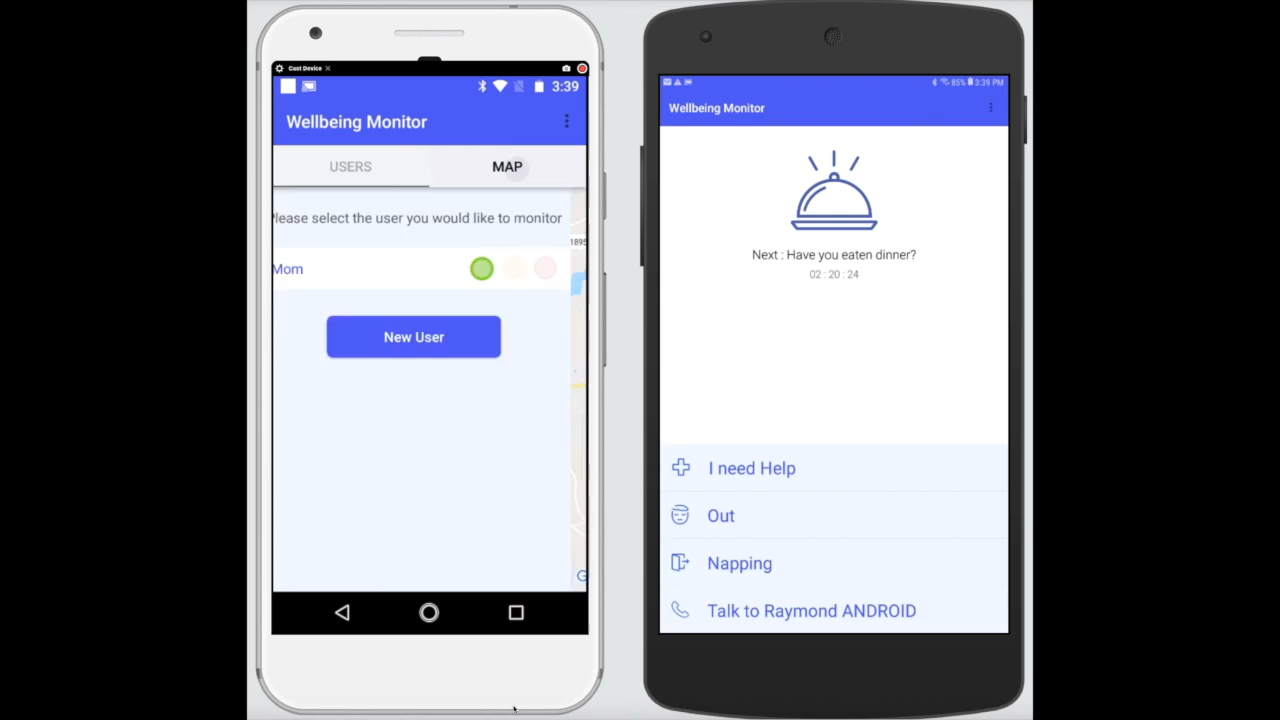 Cast Device
3:39
Wellbeing Monitor
USERS
MAP
Please select the user you would like to monitor
1895
Mom
New User
G
85% 3:39 PM
Wellbeing Monitor
Next : Have you eaten dinner?
02 : 20 : 24
I need Help
Out
Napping
Talk to Raymond ANDROID